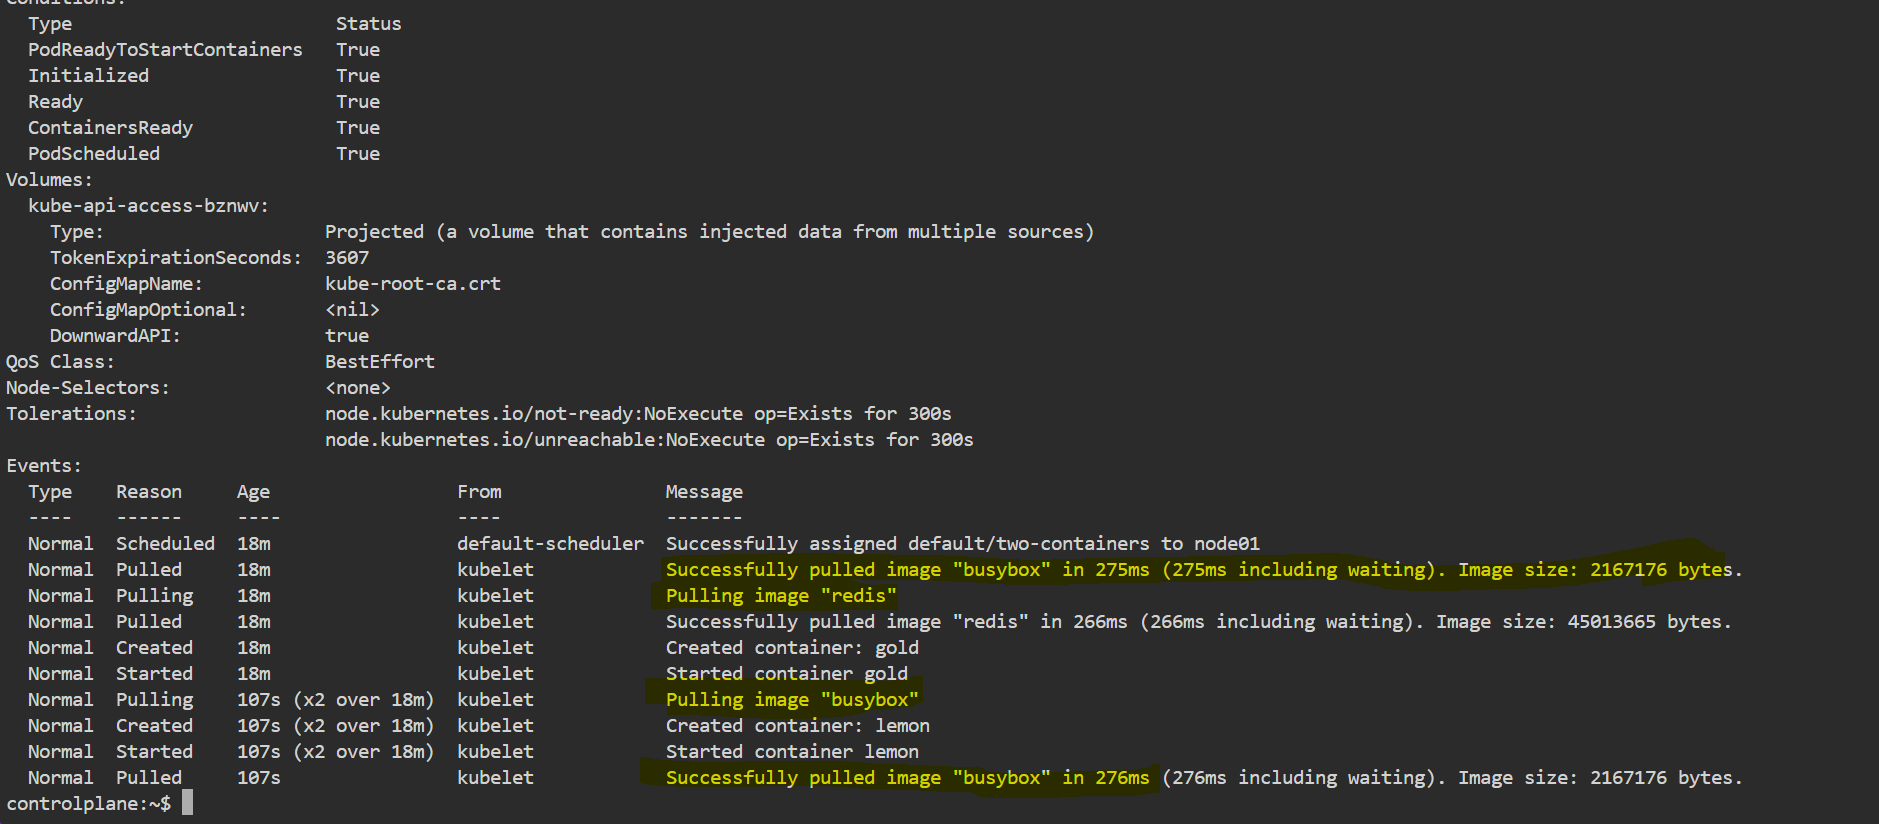 Conditions:
Type Status
PodReadyToStartContainers True
Initialized True
Ready True
ContainersReady True
PodScheduled True
Volumes:
kube-api-access-bznwv:
Type: Projected (a volume that contains injected data from multiple sources)
TokenExpirationSeconds: 3607
ConfigMapName: kube-root-ca.crt
ConfigMapOptional: <nil>
DownwardAPI: true
QoS Class: BestEffort
Node-Selectors: <none>
Tolerations: node.kubernetes.io/not-ready:NoExecute op=Exists for 300s
node.kubernetes.io/unreachable:NoExecute op=Exists for 300s
Events:
Type Reason Age From Message
---- ------ ---- ---- -------
Normal Scheduled 18m default-scheduler Successfully assigned default/two-containers to node01
Normal Pulled 18m kubelet Successfully pulled image "busybox" in 275ms (275ms including waiting). Image size: 2167176 bytes.
Normal Pulling 18m kubelet Pulling image "redis"
Normal Pulled 18m kubelet Successfully pulled image "redis" in 266ms (266ms including waiting). Image size: 45013665 bytes.
Normal Created 18m kubelet Created container: gold
Normal Started 18m kubelet Started container gold
Normal Pulling 107s (x2 over 18m) kubelet Pulling image "busybox"
Normal Created 107s (x2 over 18m) kubelet Created container: lemon
Normal Started 107s (x2 over 18m) kubelet Started container lemon
Normal Pulled 107s kubelet Successfully pulled image "busybox" in 276ms (276ms including waiting). Image size: 2167176 bytes.
controlplane:~$